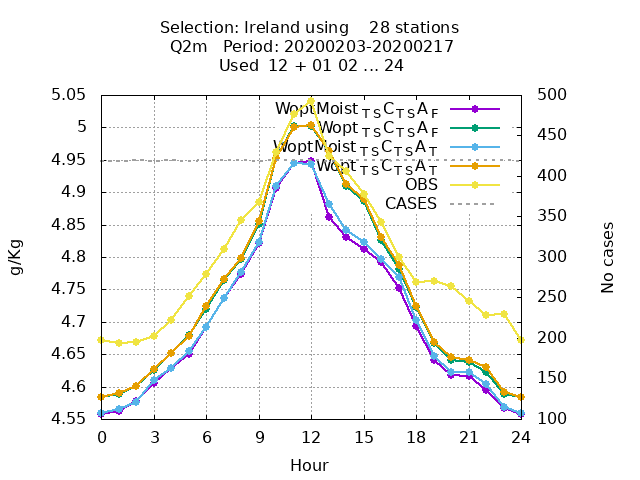 Selection: Ireland using 28 stations
Q2m Period: 20200203-20200217
Used 12 + 01 02 ... 24
5.05 500
WoptMoist TS C TS A F
5 450
Wopt TS C TS A F
WoptMoist TS C TS A T
4.95 400
Wopt TS C TS A T
4.9 OBS 350
CASES
4.85
4.8 300
4.75 250
4.7 200
4.65
4.6 150
4.55 100
0 3 6 9 12 15 18 21 24
Hour
g/Kg
No cases